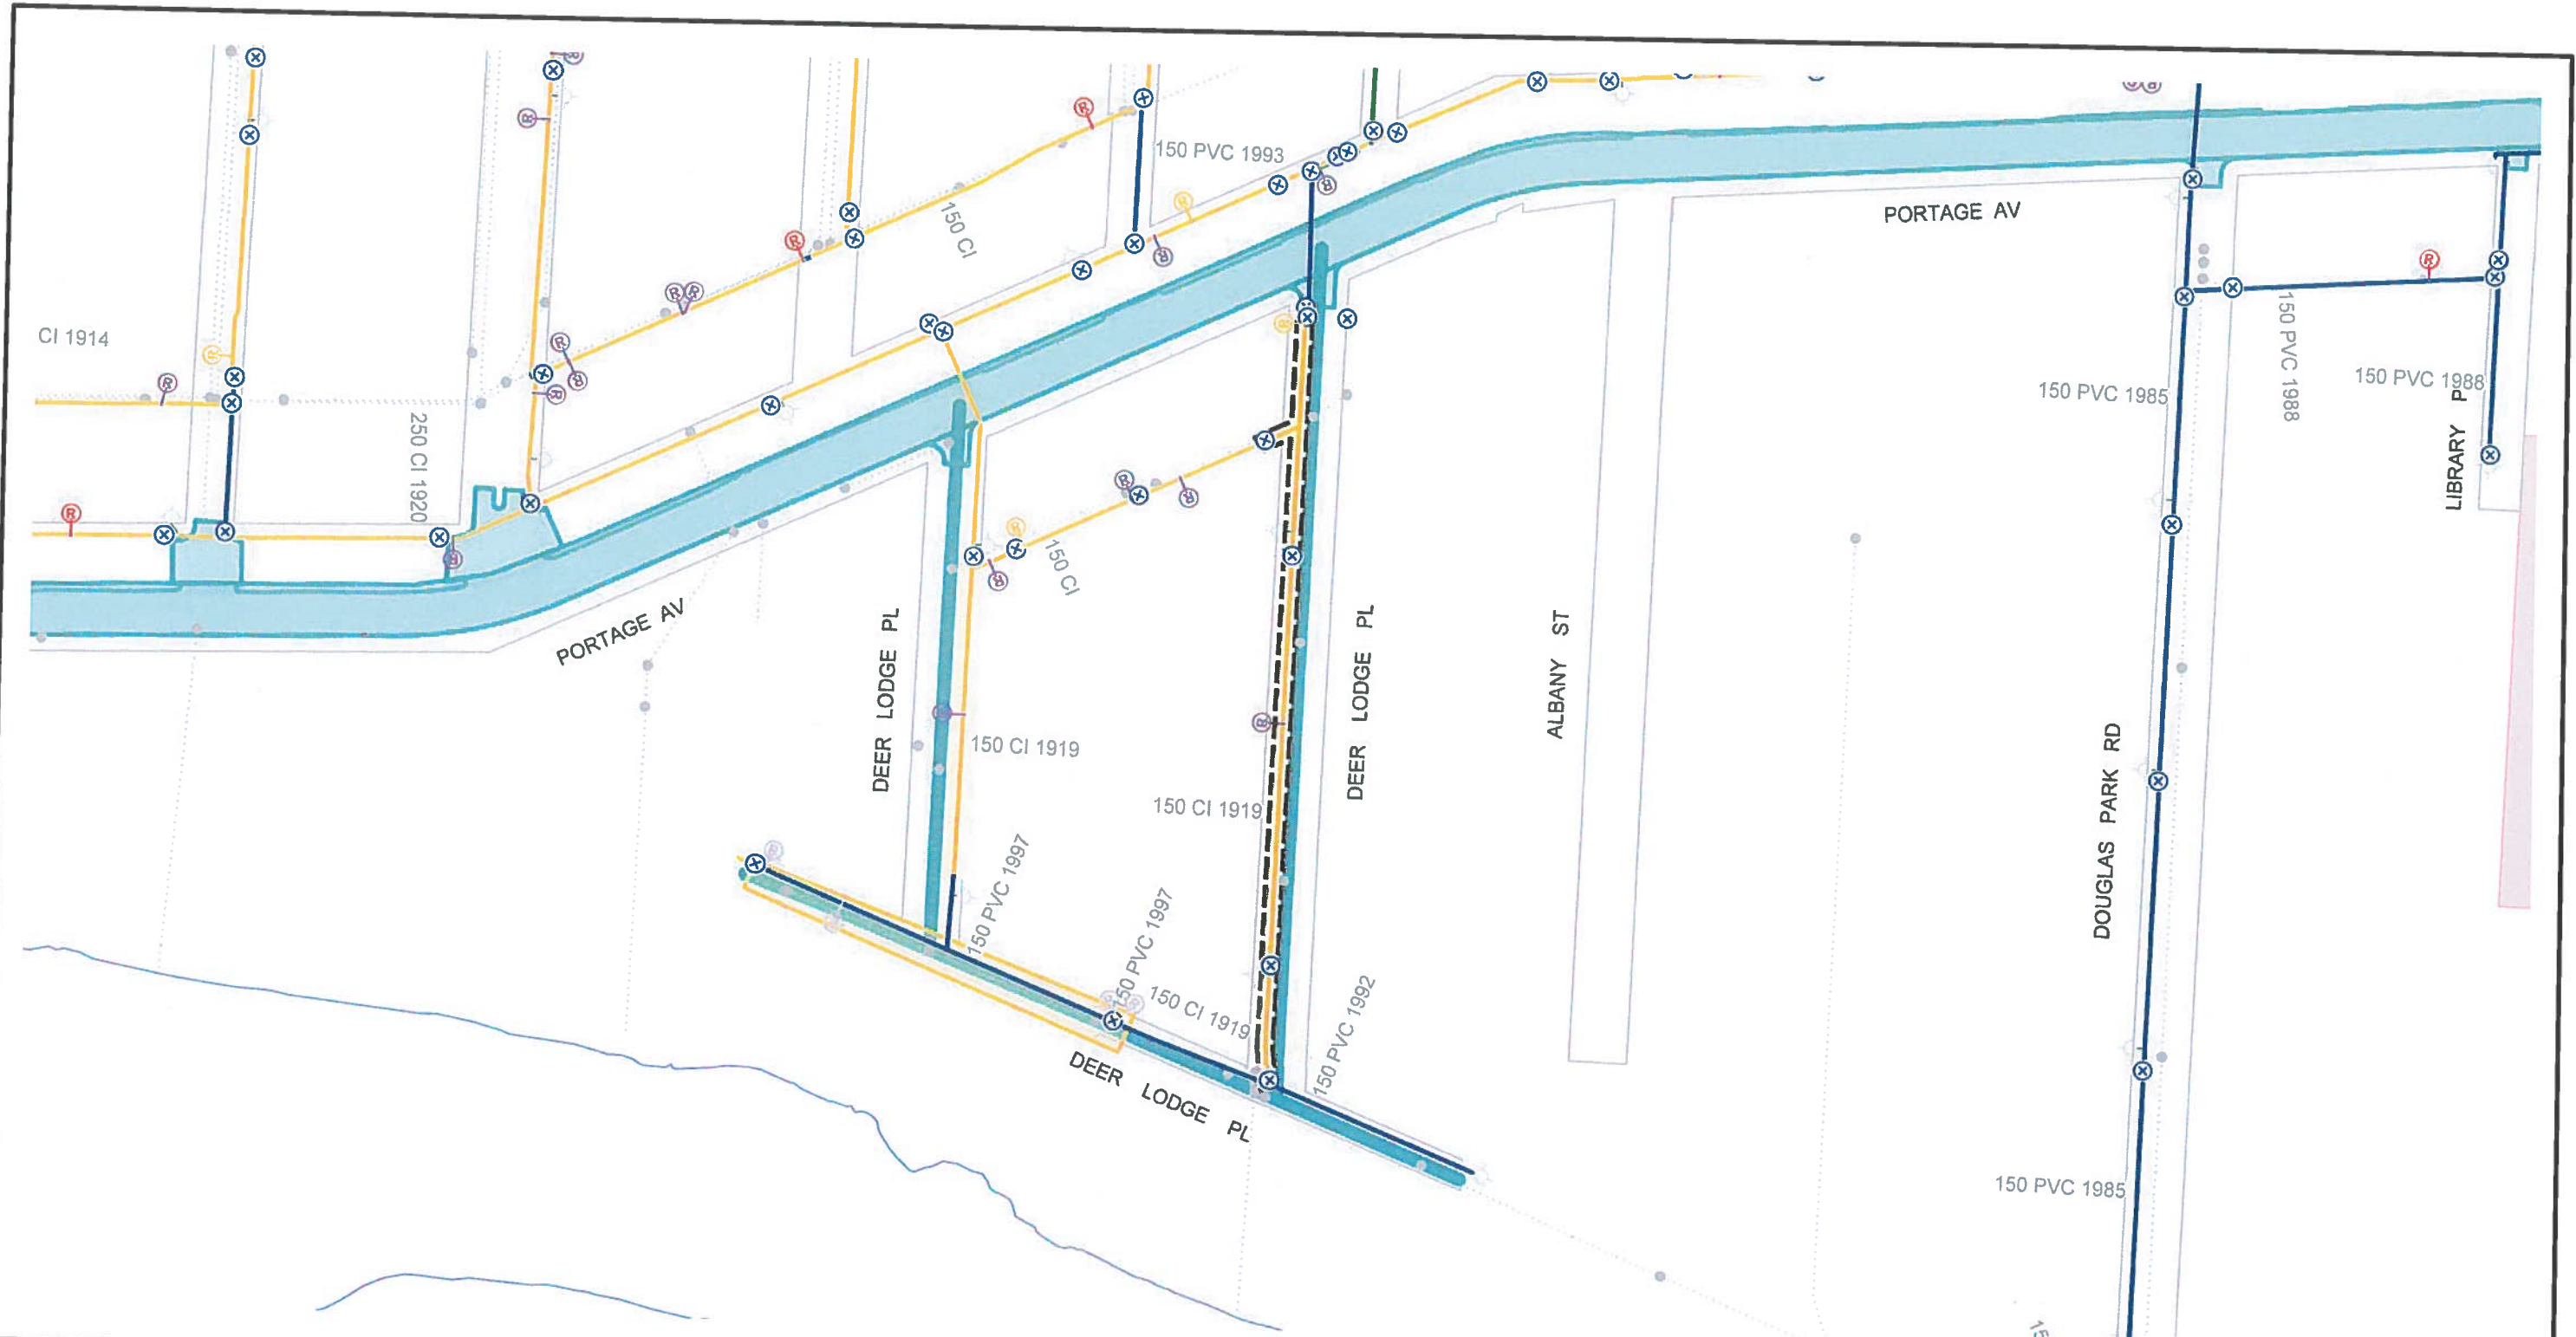 150 PVC 1993
150 CI
PORTAGE AV
CI 1914
250 CI 1920
150 PVC 1985
150 PVC 1988
150 PVC 1988
LIBRARY
150 CI
PORTAGE AV
DEER LODGE PL
DEER LODGE PL
ALBANY ST
150 CI 1919
150 CI 1919
DOUGLAS PARK RD
150 PVC 1997
150 PVC 1997
150 CI 1919
150 PVC 1992
DEER LODGE PL
150 PVC 1985